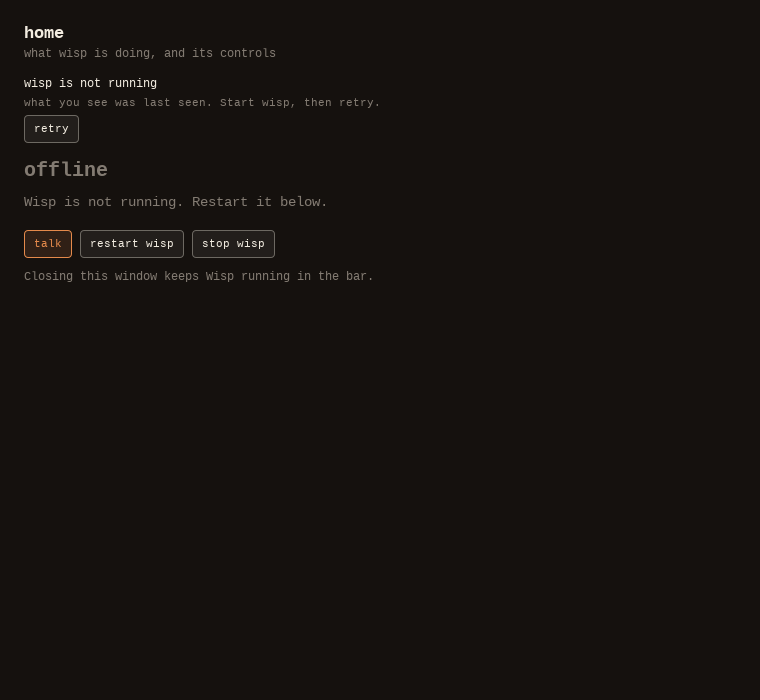 home
what wisp is doing, and its controls
wisp is not running
what you see was last seen. Start wisp, then retry.
retry
offline
Wisp is not running. Restart it below.
talk restart wisp stop wisp
Closing this window keeps Wisp running in the bar.